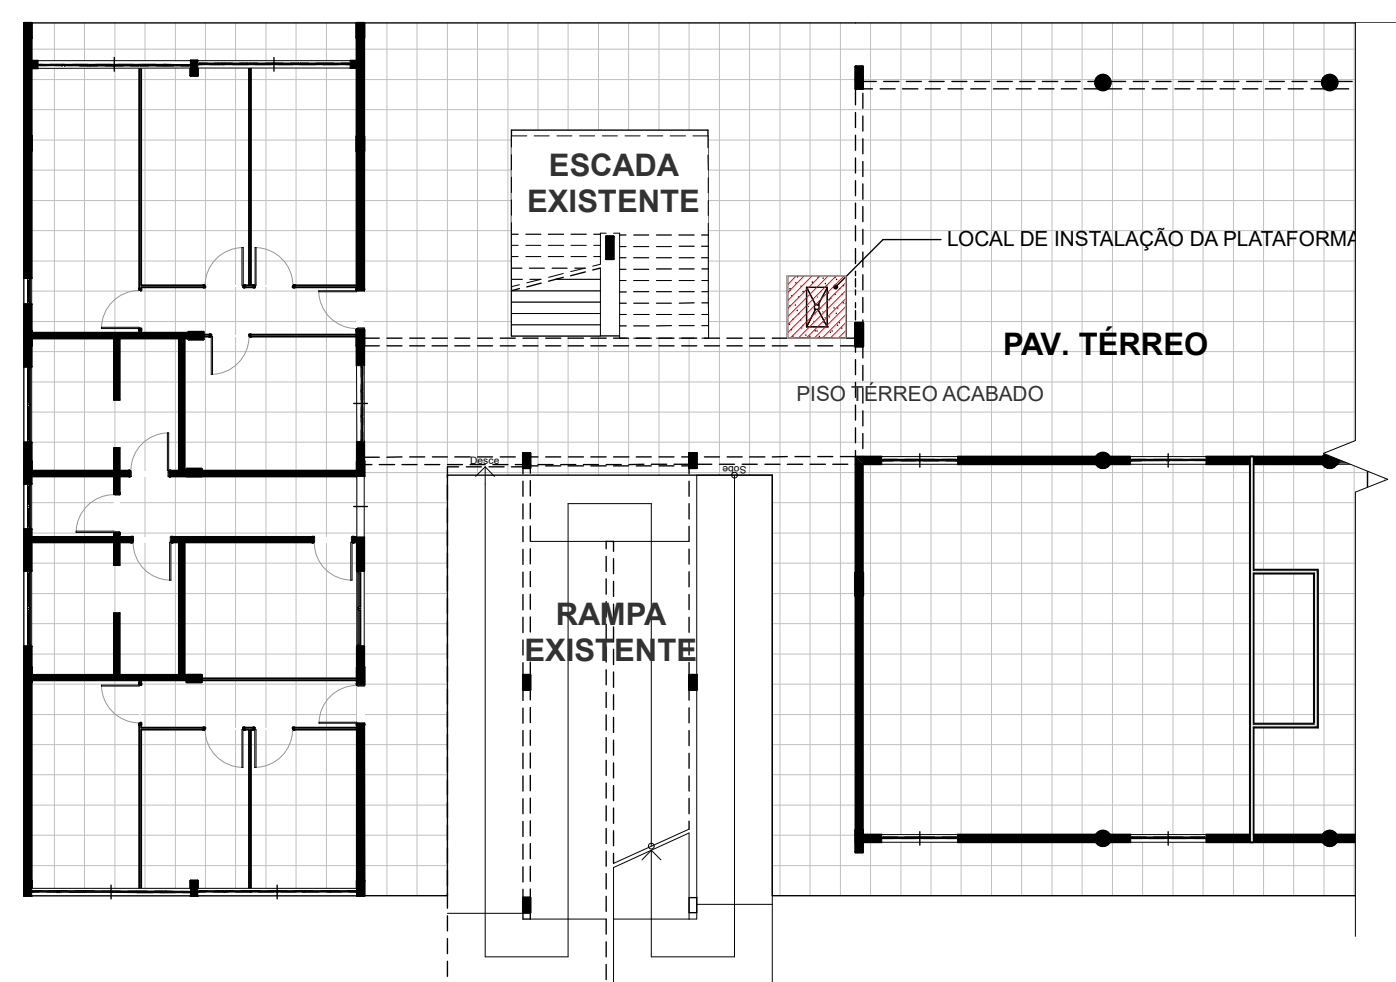 ESCADA
EXISTENTE
LOCAL DE INSTALAÇÃO DA PLATAFORMA
PAV. TÉRREO
PISO TÉRREO ACABADO
Desce
Sobe
RAMPA
EXISTENTE